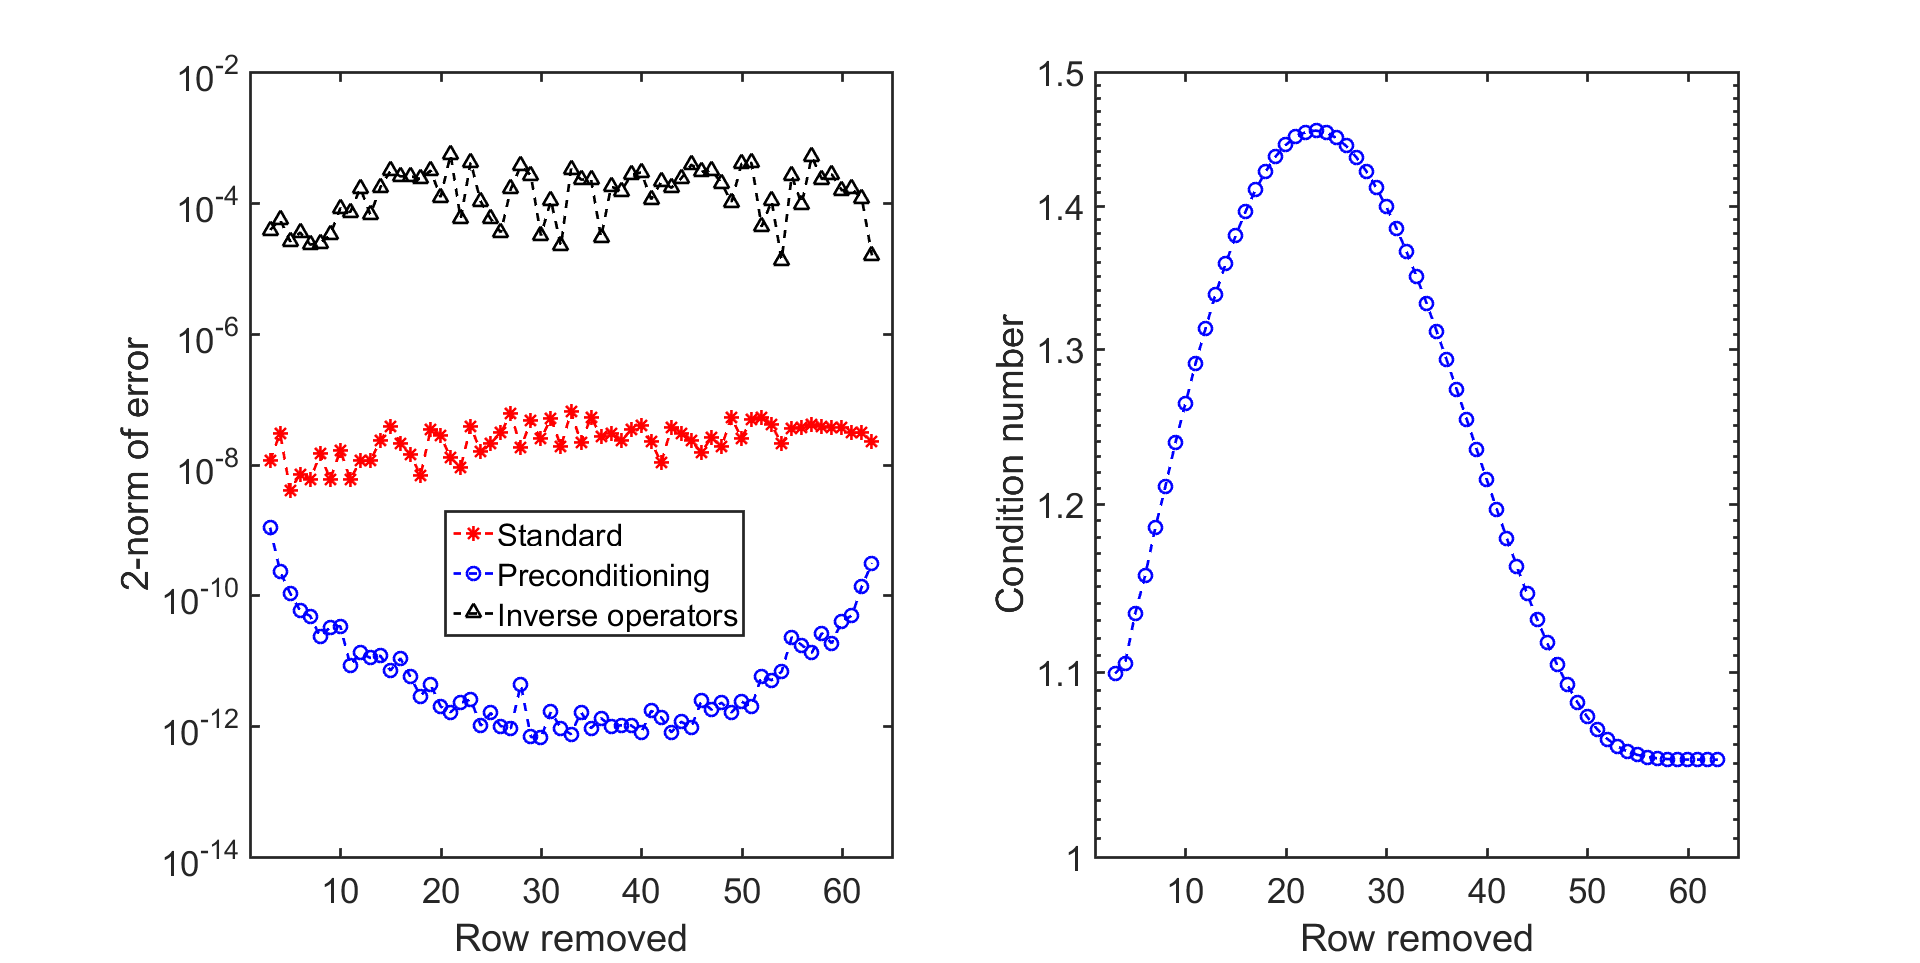 10^-2
10^-4
10^-6
10^-8
10^-10
10^-12
10^-14
2-norm of error
Standard
Preconditioning
Inverse operators
10 20 30 40 50 60
Row removed
1.5
1.4
1.3
1.2
1.1
1
Condition number
10 20 30 40 50 60
Row removed